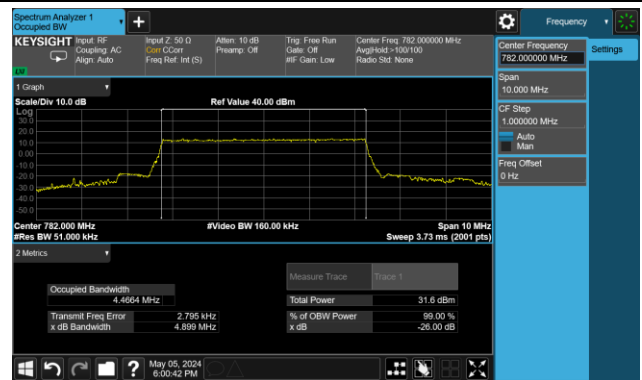 Spectrum Analyzer 1
Occupied BW
Frequency
KEYSIGHT
Input: RF
Coupling: AC
Align: Auto
Input Z: 50 Ω
Corr CCorr
Freq Ref: Int (S)
Atten: 10 dB
Preamp: Off
Trig: Free Run
Gate: Off
#IF Gain: Low
Center Freq: 782.000000 MHz
Avg|Hold:>100/100
Radio Std: None
Center Frequency
782.000000 MHz
Settings
Span
10.000 MHz
CF Step
1.000000 MHz
Auto
Man
Freq Offset
0 Hz
1 Graph
Scale/Div 10.0 dB
Ref Value 40.00 dBm
Log
30.0
20.0
10.0
0.00
-10.0
-20.0
-30.0
-40.0
-50.0
Center 782.000 MHz
#Video BW 160.00 kHz
Span 10 MHz
#Res BW 51.000 kHz
Sweep 3.73 ms (2001 pts)
2 Metrics
Measure Trace
Trace 1
Occupied Bandwidth
4.4664 MHz
Total Power
31.6 dBm
Transmit Freq Error
2.795 kHz
% of OBW Power
99.00 %
x dB Bandwidth
4.899 MHz
x dB
-26.00 dB
?
May 05, 2024
6:00:42 PM